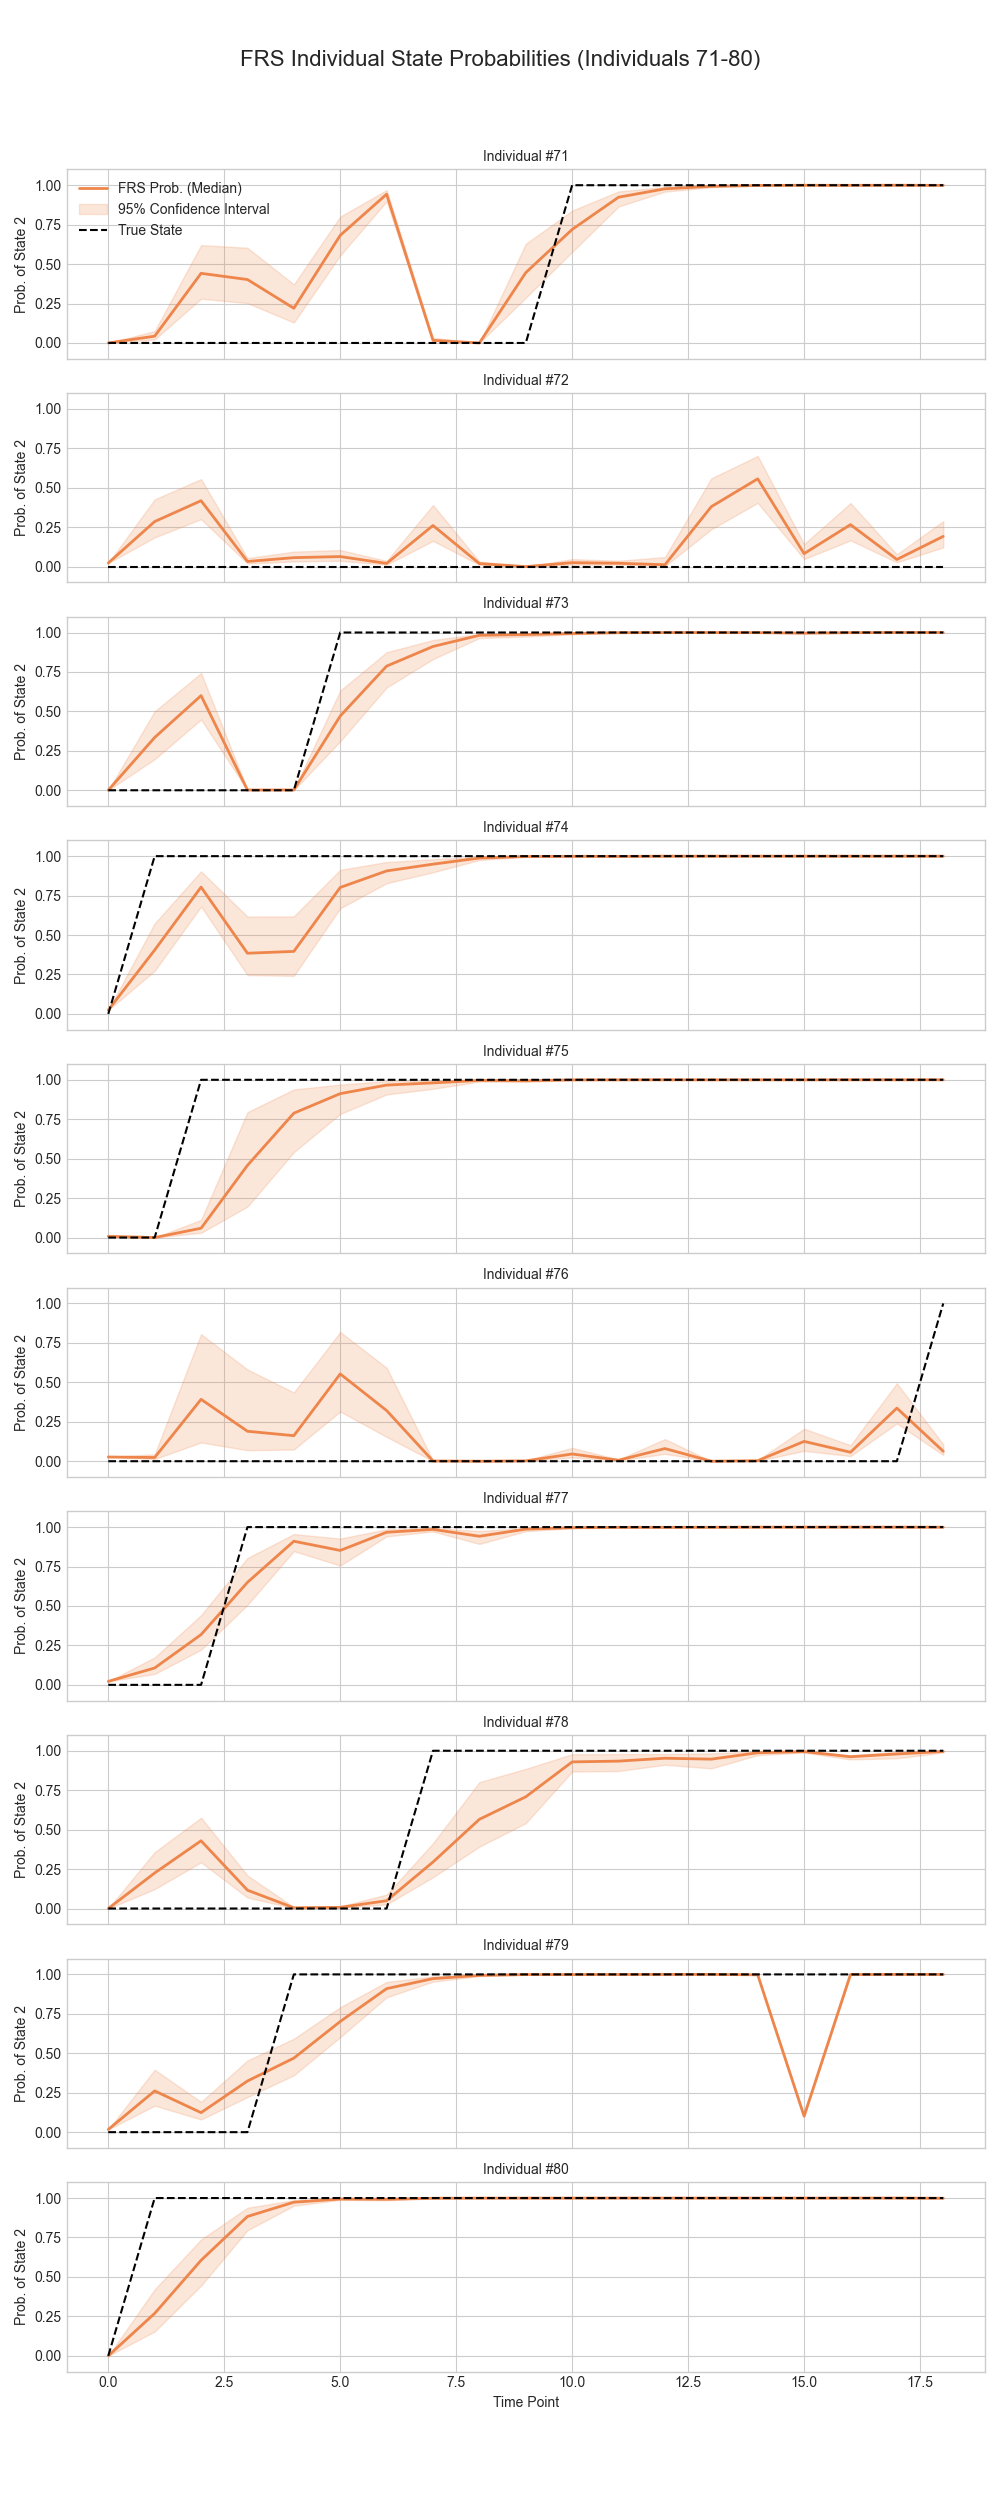 FRS Individual State Probabilities (Individuals 71-80)
Individual #71
1.00
0.75
0.50
0.25
0.00
Prob. of State 2
FRS Prob. (Median)
95% Confidence Interval
True State
Individual #72
1.00
0.75
0.50
0.25
0.00
Prob. of State 2
Individual #73
1.00
0.75
0.50
0.25
0.00
Prob. of State 2
Individual #74
1.00
0.75
0.50
0.25
0.00
Prob. of State 2
Individual #75
1.00
0.75
0.50
0.25
0.00
Prob. of State 2
Individual #76
1.00
0.75
0.50
0.25
0.00
Prob. of State 2
Individual #77
1.00
0.75
0.50
0.25
0.00
Prob. of State 2
Individual #78
1.00
0.75
0.50
0.25
0.00
Prob. of State 2
Individual #79
1.00
0.75
0.50
0.25
0.00
Prob. of State 2
Individual #80
1.00
0.75
0.50
0.25
0.00
Prob. of State 2
0.0 2.5 5.0 7.5 10.0 12.5 15.0 17.5
Time Point